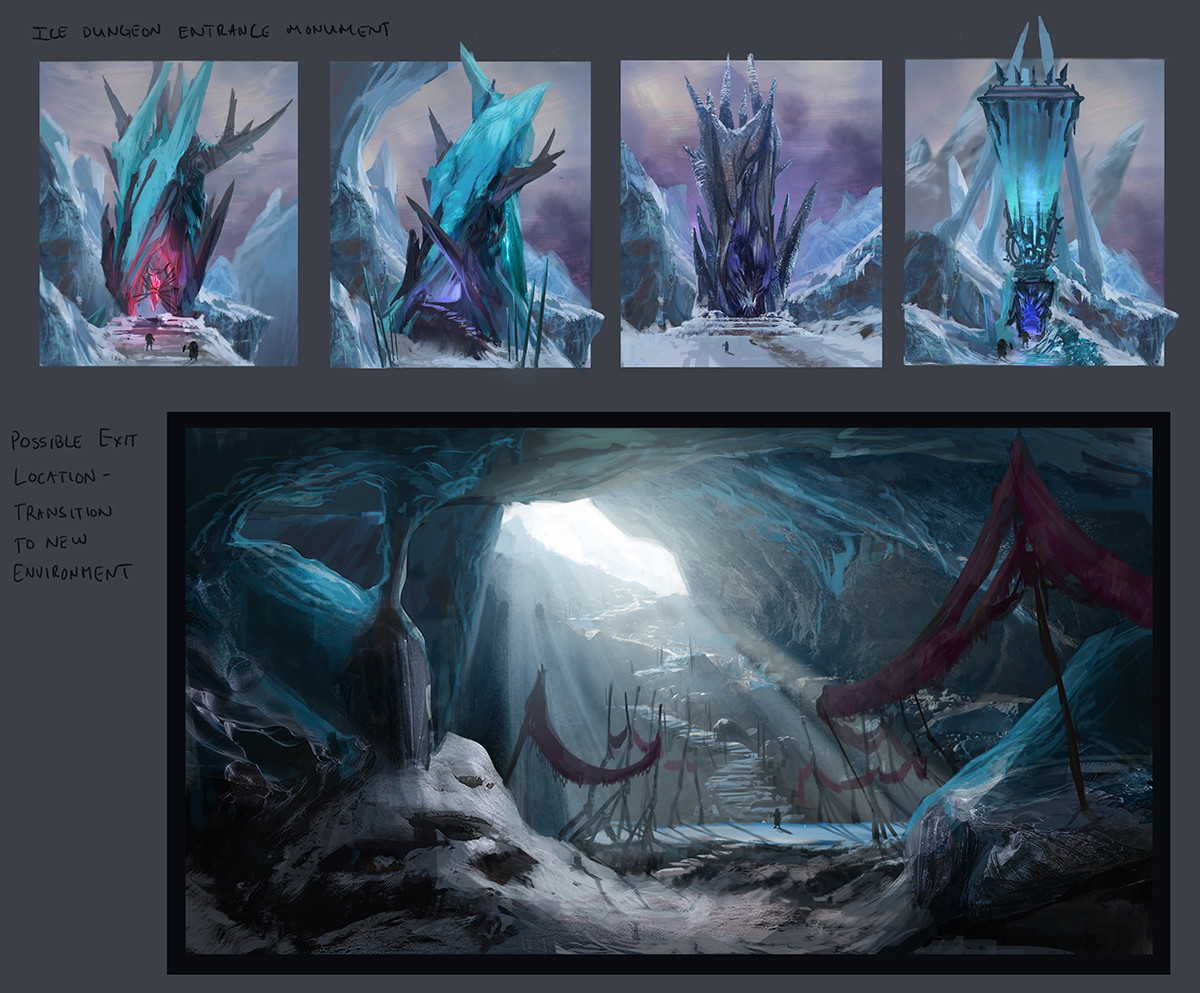 ICE DUNGEON ENTRANCE MONUMENT
POSSIBLE EXIT
LOCATION -
TRANSITION
TO NEW
ENVIRONMENT